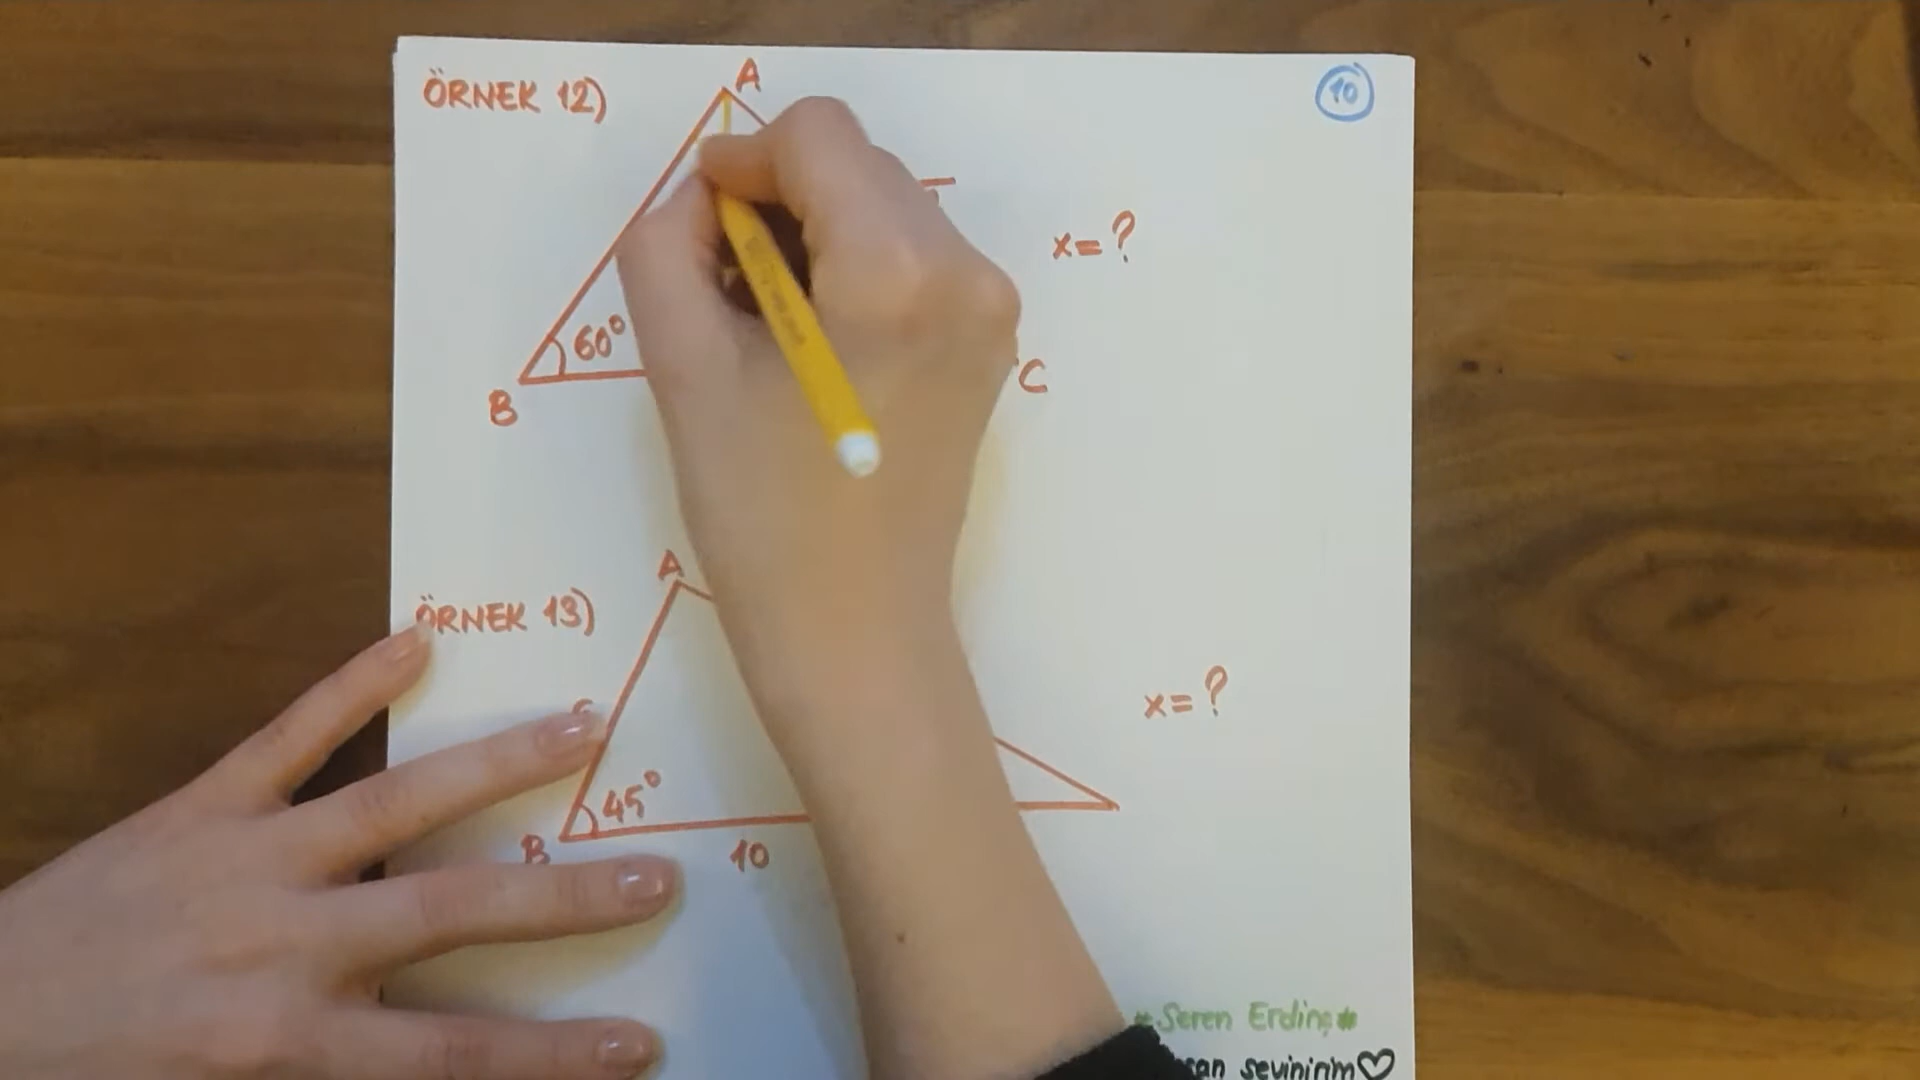 ÖRNEK 12)
A
10
x=?
60°
B
C
A
ÖRNEK 13)
x=?
45°
B
10
*Seren Erdinç*
sevinirim♡